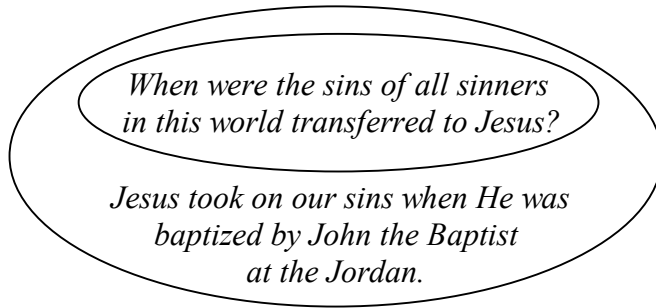 When were the sins of all sinners
in this world transferred to Jesus?
Jesus took on our sins when He was
baptized by John the Baptist
at the Jordan.